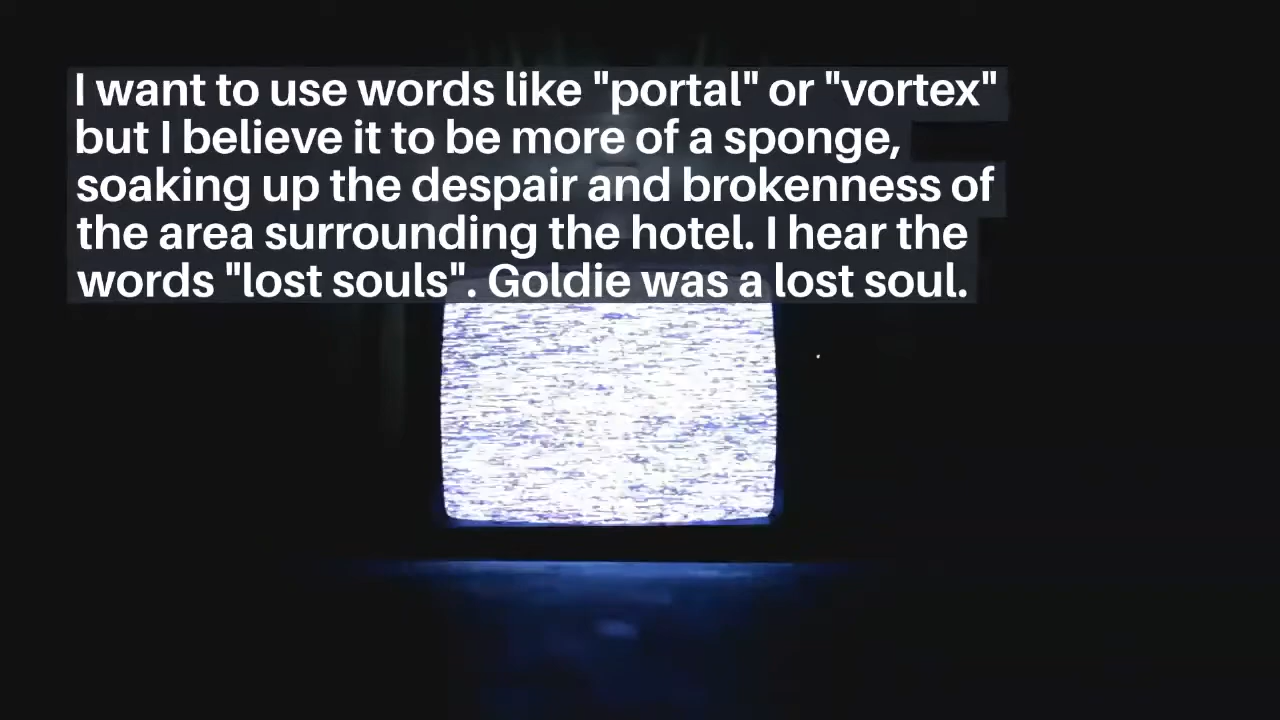 I want to use words like "portal" or "vortex"
but I believe it to be more of a sponge,
soaking up the despair and brokenness of
the area surrounding the hotel. I hear the
words "lost souls". Goldie was a lost soul.